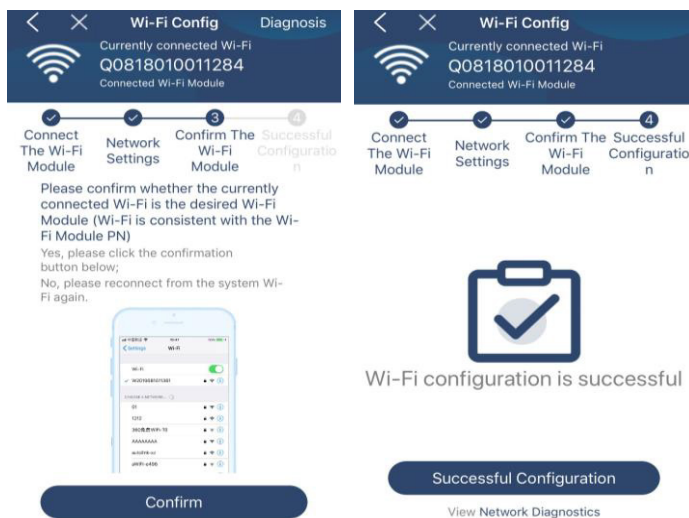 Wi-Fi Config
Diagnosis
Currently connected Wi-Fi
Q0818010011284
Connected Wi-Fi Module
3
4
Connect
The Wi-Fi
Module
Network
Settings
Confirm The
Wi-Fi
Module
Successful
Configuratio
n
Please confirm whether the currently
connected Wi-Fi is the desired Wi-
Module (Wi-Fi is consistent with the Wi-
Fi Module PN)
Yes, please click the confirmation
button below;
No, please reconnect from the system Wi-
Fi again.
Settings
Wi-Fi
Wi-Fi
CHOOSE A NETWORK...
01
1212
AAAAAAAA
Confirm
Wi-Fi Config
Currently connected Wi-Fi
Q0818010011284
Connected Wi-Fi Module
4
Connect
The Wi-Fi
Module
Network
Settings
Confirm The
Wi-Fi
Module
Successful
Configuratio
n
Wi-Fi configuration is successful
Successful Configuration
View Network Diagnostics